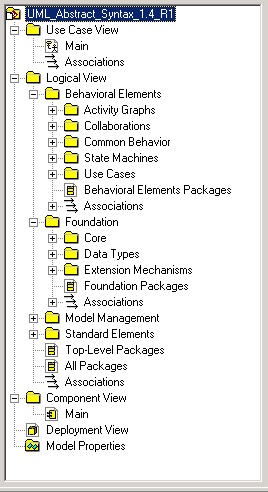 UML_Abstract_Syntax_1.4_R1
Use Case View
Main
Associations
Logical View
Behavioral Elements
Activity Graphs
Collaborations
Common Behavior
State Machines
Use Cases
Behavioral Elements Packages
Associations
Foundation
Core
Data Types
Extension Mechanisms
Foundation Packages
Associations
Model Management
Standard Elements
Top-Level Packages
All Packages
Associations
Component View
Main
Deployment View
Model Properties